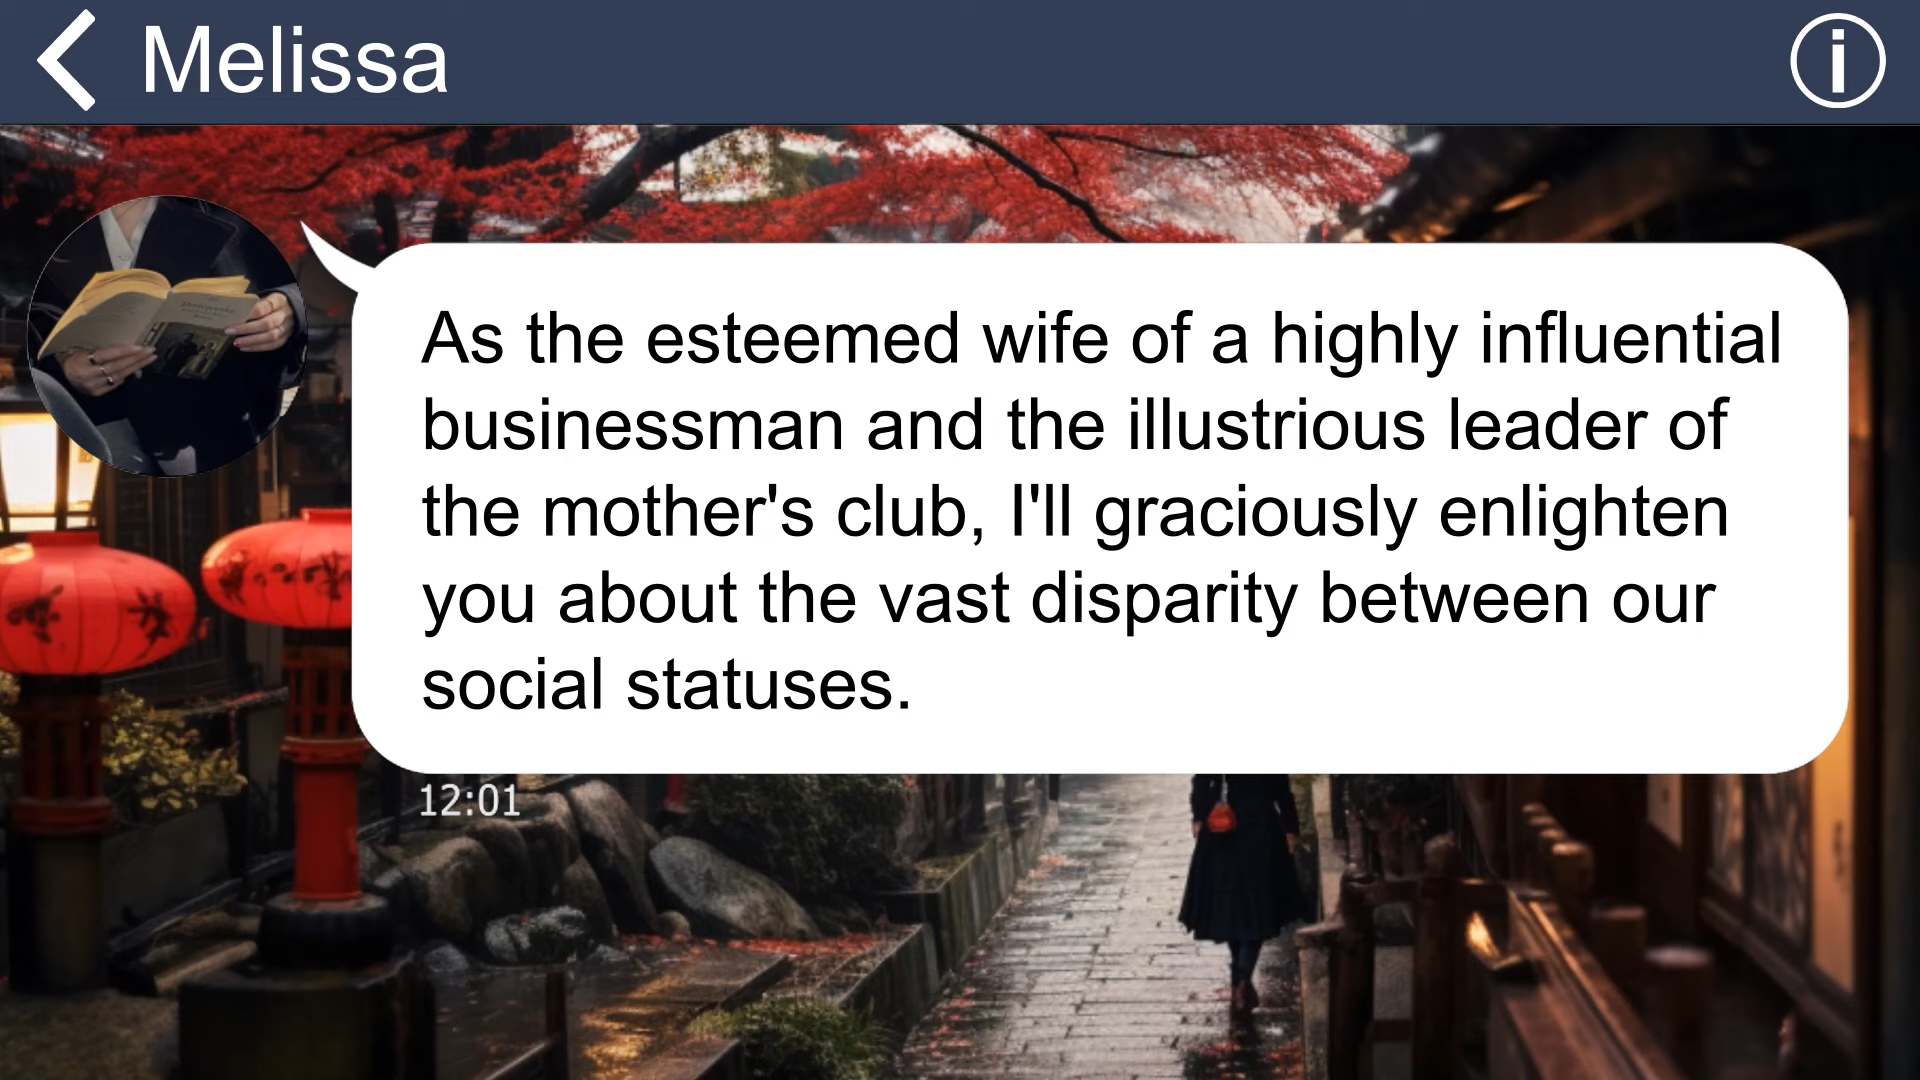 Melissa
As the esteemed wife of a highly influential
businessman and the illustrious leader of
the mother's club, I'll graciously enlighten
you about the vast disparity between our
social statuses.
12:01